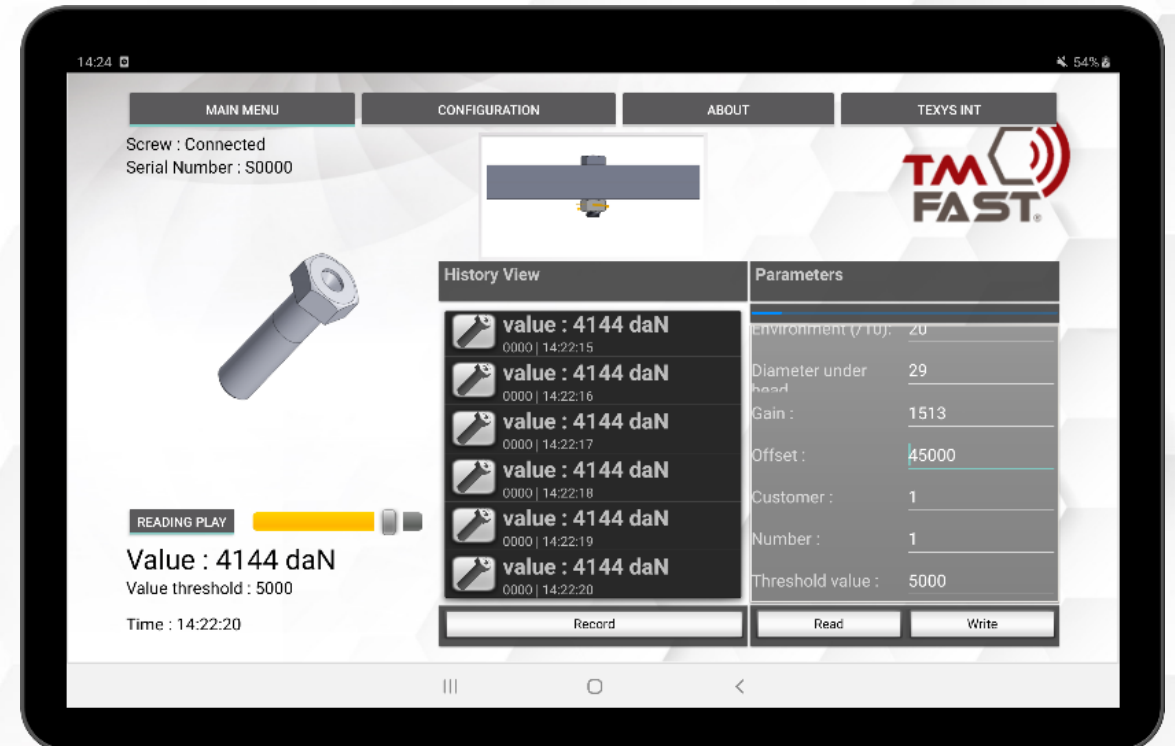 14:24
54%
MAIN MENU
CONFIGURATION
ABOUT
TEXYS INT
Screw : Connected
Serial Number : S0000
TM
FAST®
History View
value : 4144 daN
0000 | 14:22:15
value : 4144 daN
0000 | 14:22:16
value : 4144 daN
0000 | 14:22:17
value : 4144 daN
0000 | 14:22:18
value : 4144 daN
0000 | 14:22:19
value : 4144 daN
0000 | 14:22:20
Record
Parameters
Environment (/10): 20
Diameter under 29
head
Gain : 1513
Offset : 45000
Customer : 1
Number : 1
Threshold value : 5000
Read
Write
READING PLAY
Value : 4144 daN
Value threshold : 5000
Time : 14:22:20